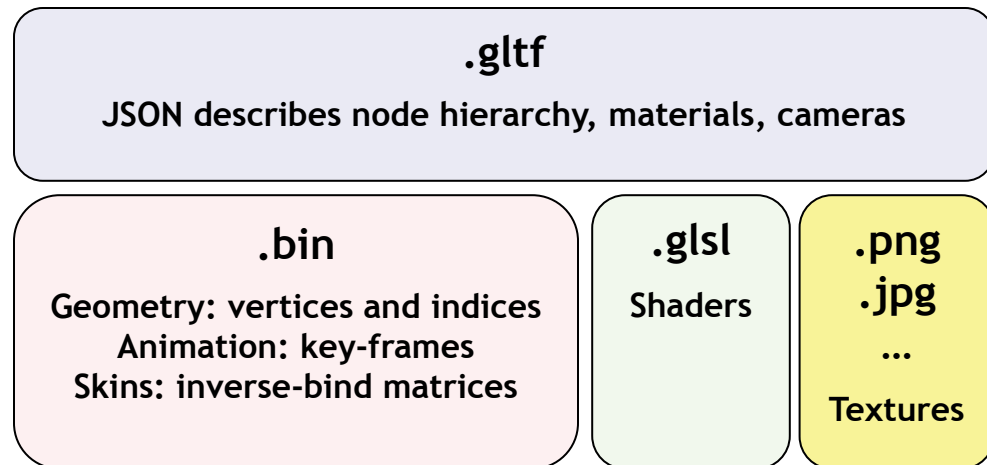 .gltf
JSON describes node hierarchy, materials, cameras
.bin
Geometry: vertices and indices
Animation: key-frames
Skins: inverse-bind matrices
.glsl
Shaders
.png
.jpg
...
Textures